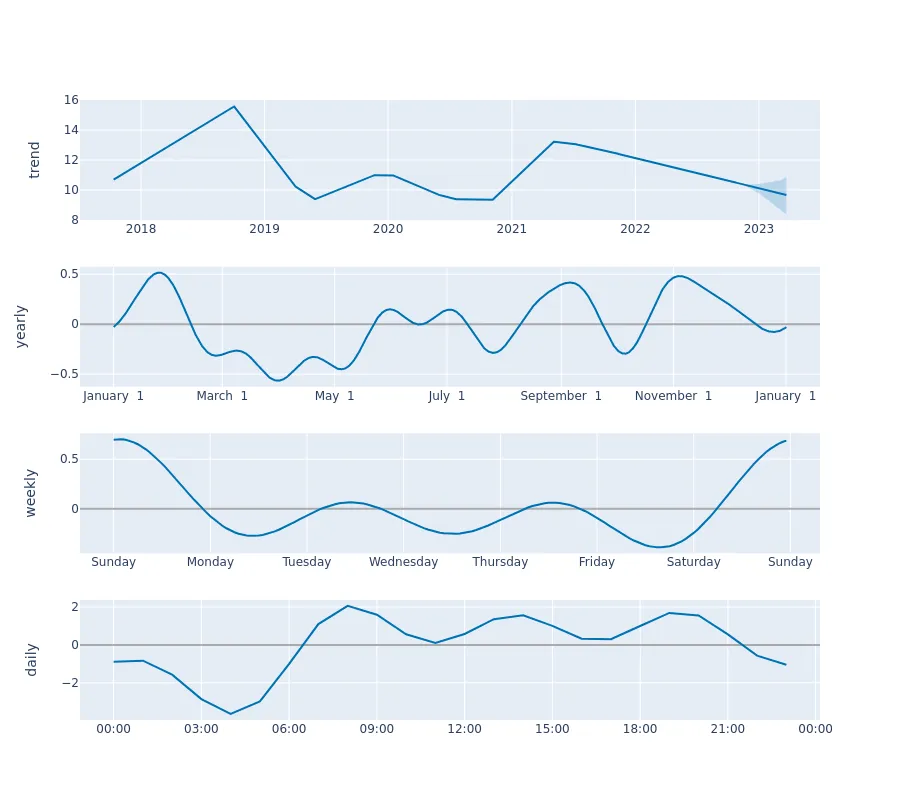 trend
16
14
12
10
8
2018 2019 2020 2021 2022 2023
yearly
0.5
0
−0.5
January 1 March 1 May 1 July 1 September 1 November 1 January 1
weekly
0.5
0
Sunday Monday Tuesday Wednesday Thursday Friday Saturday Sunday
daily
2
0
−2
00:00 03:00 06:00 09:00 12:00 15:00 18:00 21:00 00:00